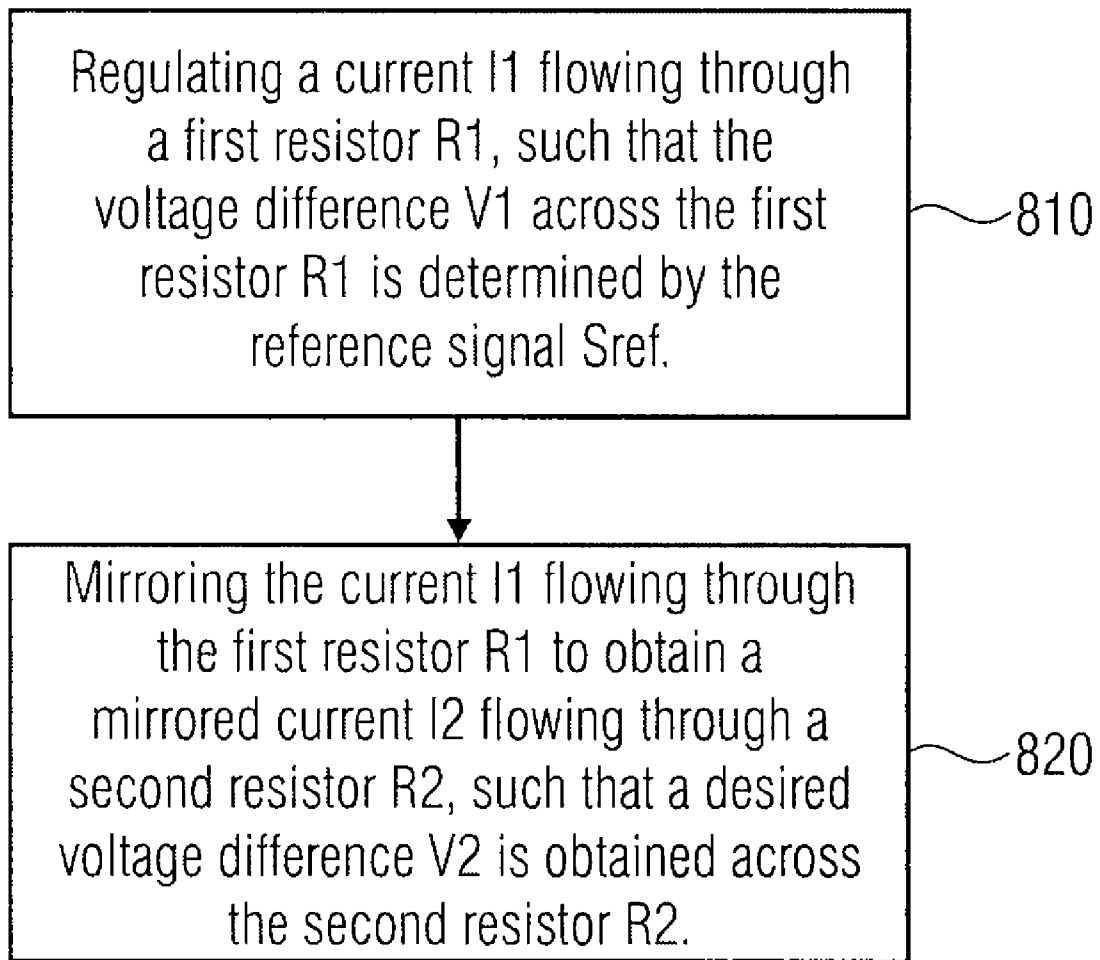 Regulating a current I1 flowing through
a first resistor R1, such that the
voltage difference V1 across the first
resistor R1 is determined by the
reference signal Sref.
810
Mirroring the current I1 flowing through
the first resistor R1 to obtain a
mirrored current I2 flowing through a
second resistor R2, such that a desired
voltage difference V2 is obtained across
the second resistor R2.
820